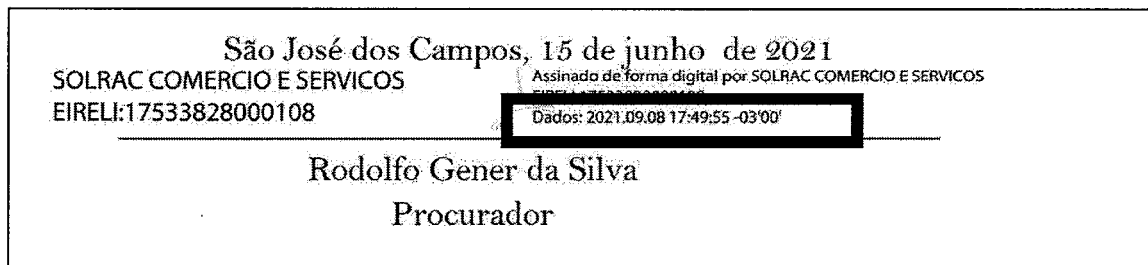 São José dos Campos, 15 de junho de 2021
SOLRAC COMERCIO E SERVICOS
EIRELI:17533828000108
Assinado de forma digital por SOLRAC COMERCIO E SERVICOS
Dados: 2021.09.08 17:49:55 -03'00'
Rodolfo Gener da Silva
Procurador